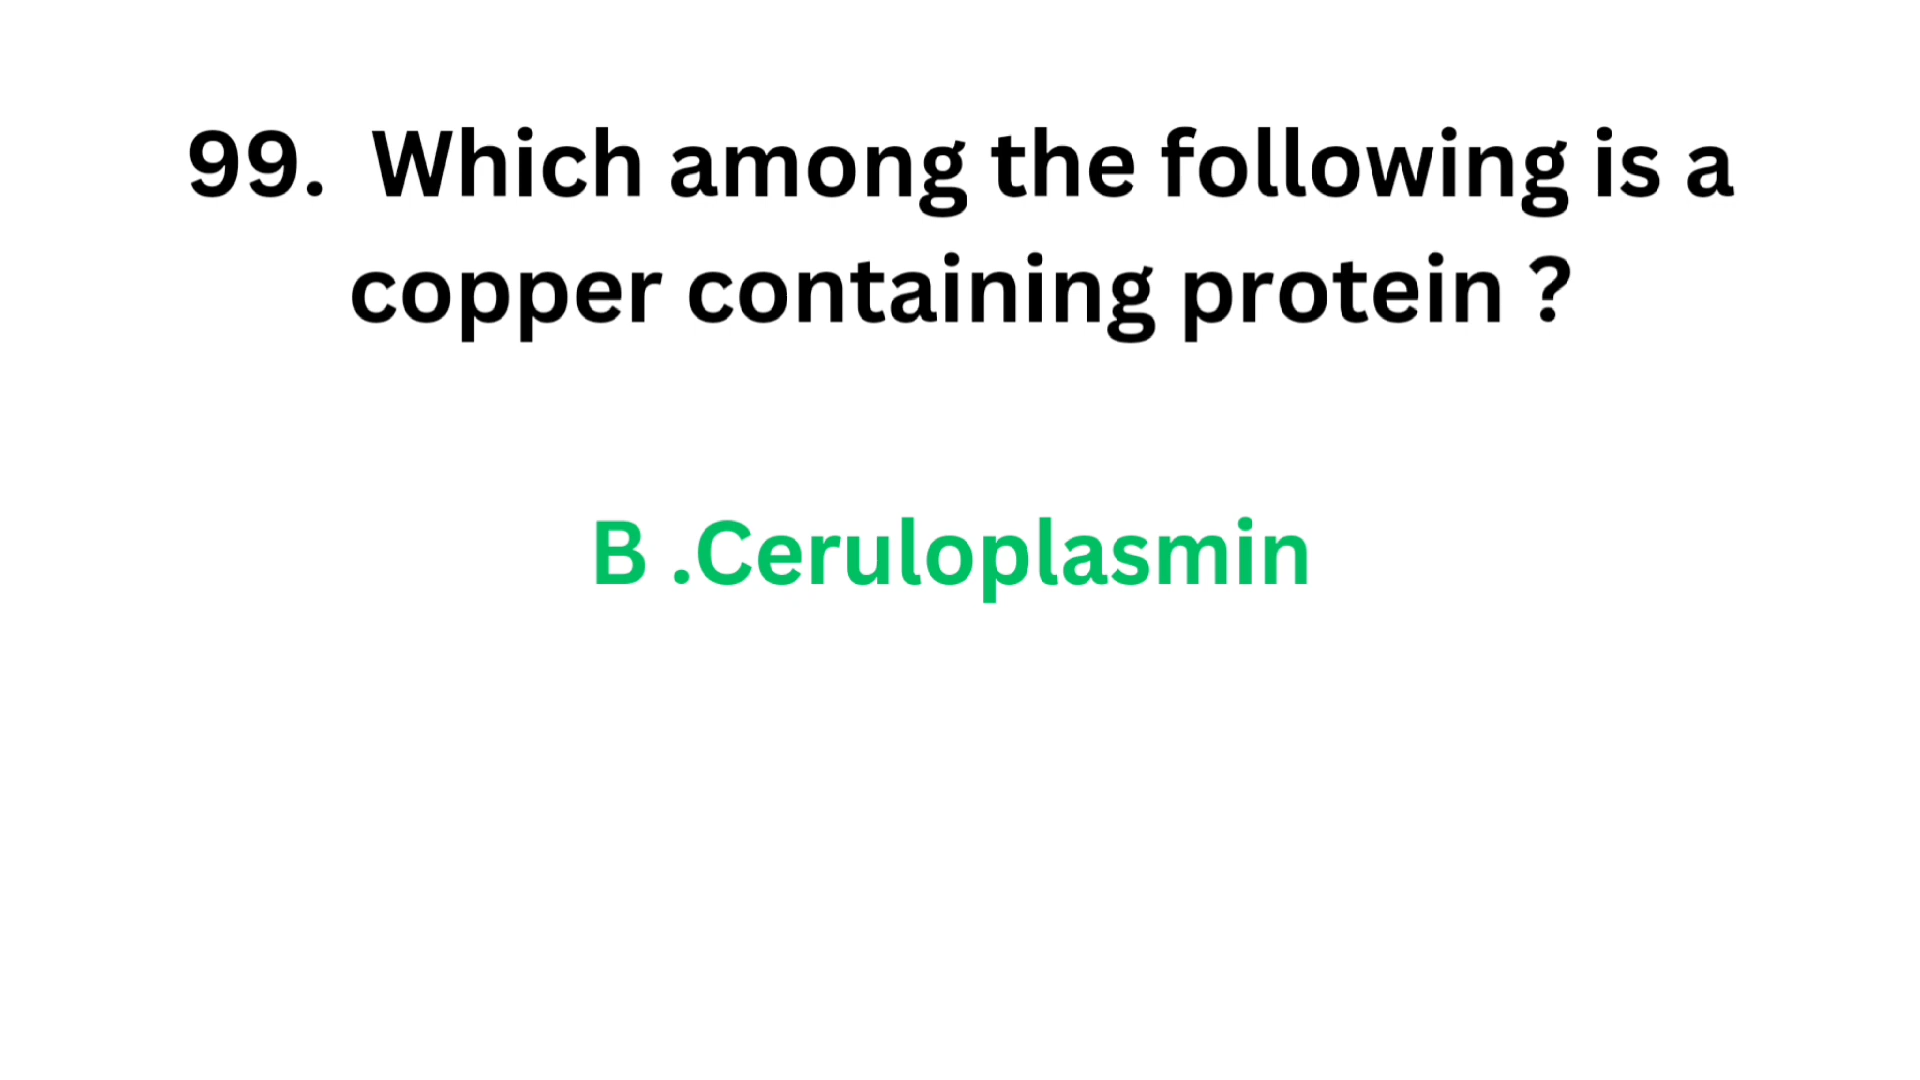 99. Which among the following is a
copper containing protein ?
B .Ceruloplasmin